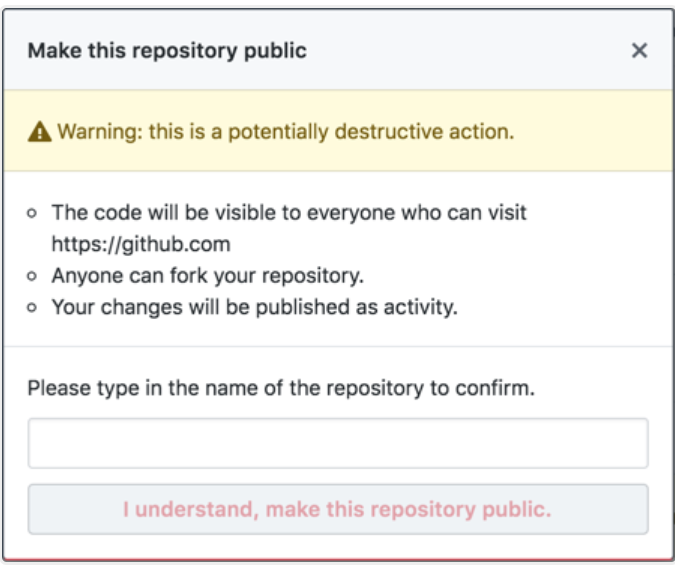 Make this repository public
Warning: this is a potentially destructive action.
The code will be visible to everyone who can visit
https://github.com
Anyone can fork your repository.
Your changes will be published as activity.
Please type in the name of the repository to confirm.
I understand, make this repository public.